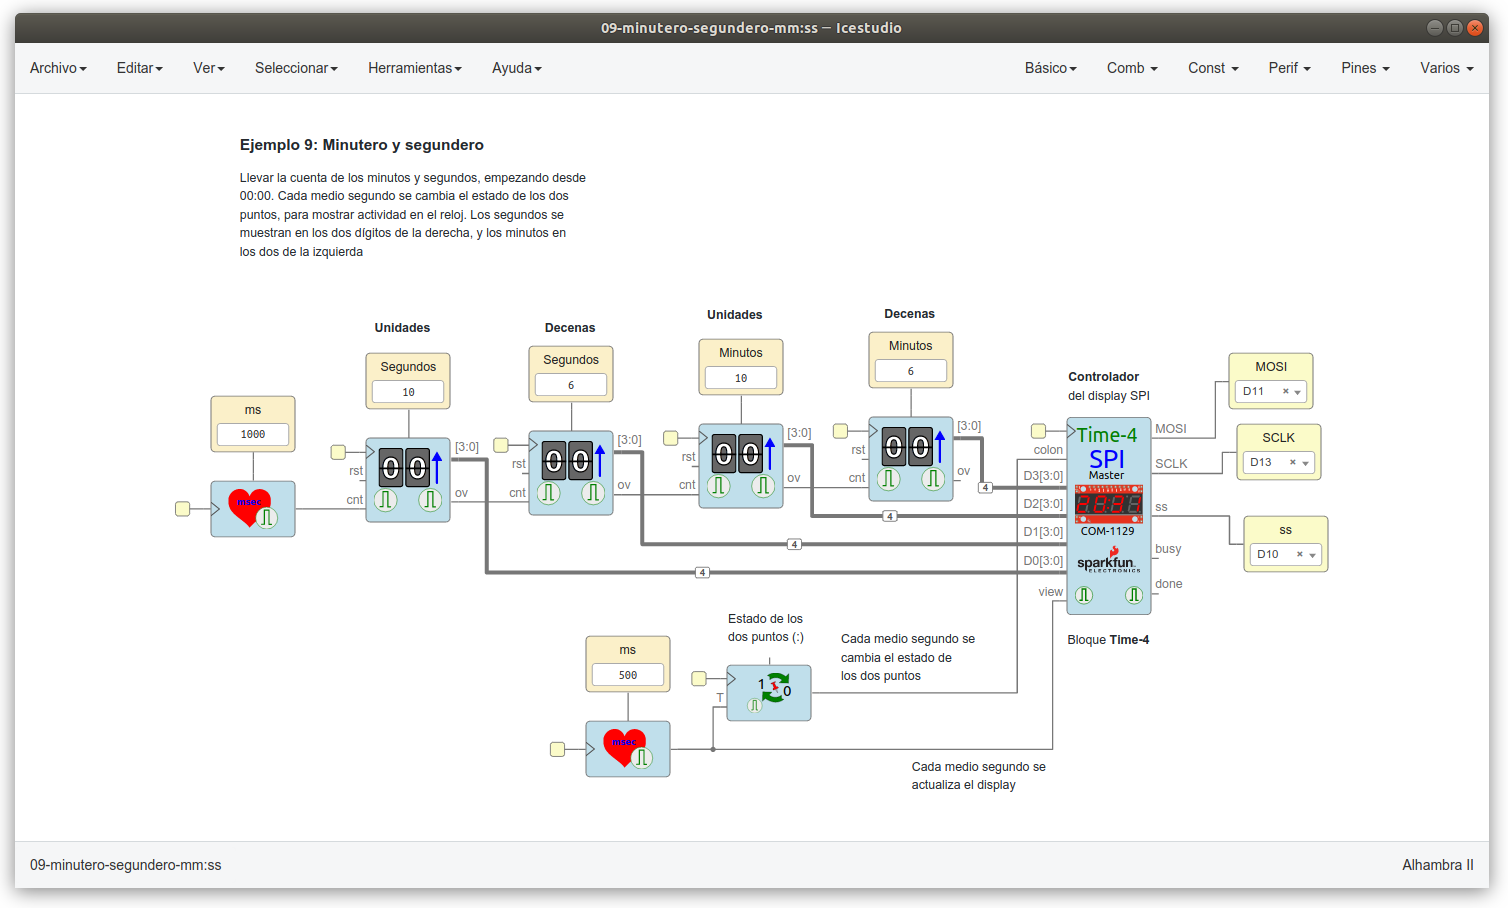 09-minutero-segundero-mm:ss – Icestudio
Archivo Editar Ver Seleccionar Herramientas Ayuda Básico Comb Const Perif Pines Varios
Ejemplo 9: Minutero y segundero
Llevar la cuenta de los minutos y segundos, empezando desde
00:00. Cada medio segundo se cambia el estado de los dos
puntos, para mostrar actividad en el reloj. Los segundos se
muestran en los dos dígitos de la derecha, y los minutos en
los dos de la izquierda
Unidades
Decenas
Unidades
Decenas
ms
1000
msec
Segundos
10
rst
cnt
00
[3:0]
ov
Segundos
6
rst
cnt
00
[3:0]
ov
Minutos
10
rst
cnt
00
[3:0]
ov
Minutos
6
rst
cnt
00
[3:0]
ov
4
4
4
4
Controlador
del display SPI
colon
D3[3:0]
D2[3:0]
D1[3:0]
D0[3:0]
view
Time-4
SPI
Master
8888
COM-1129
sparkfun
ELECTRONICS
MOSI
SCLK
ss
busy
done
MOSI
D11 ×
SCLK
D13 ×
ss
D10 ×
Bloque Time-4
ms
500
msec
Estado de los
dos puntos (:)
T
1 0
Cada medio segundo se
cambia el estado de
los dos puntos
Cada medio segundo se
actualiza el display
09-minutero-segundero-mm:ss
Alhambra II